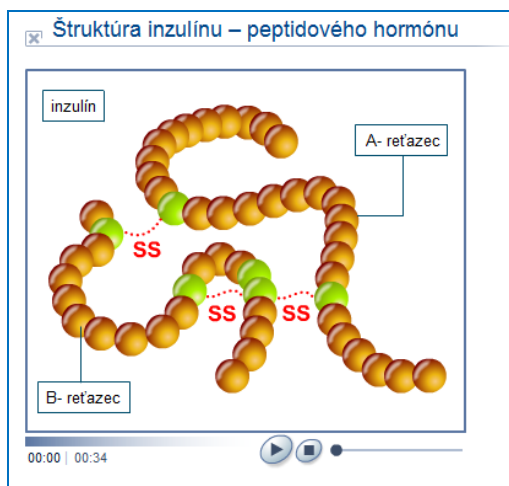 Štruktúra inzulínu – peptidového hormónu
inzulín
A- reťazec
SS
SS
SS
B- reťazec
00:00 | 00:34